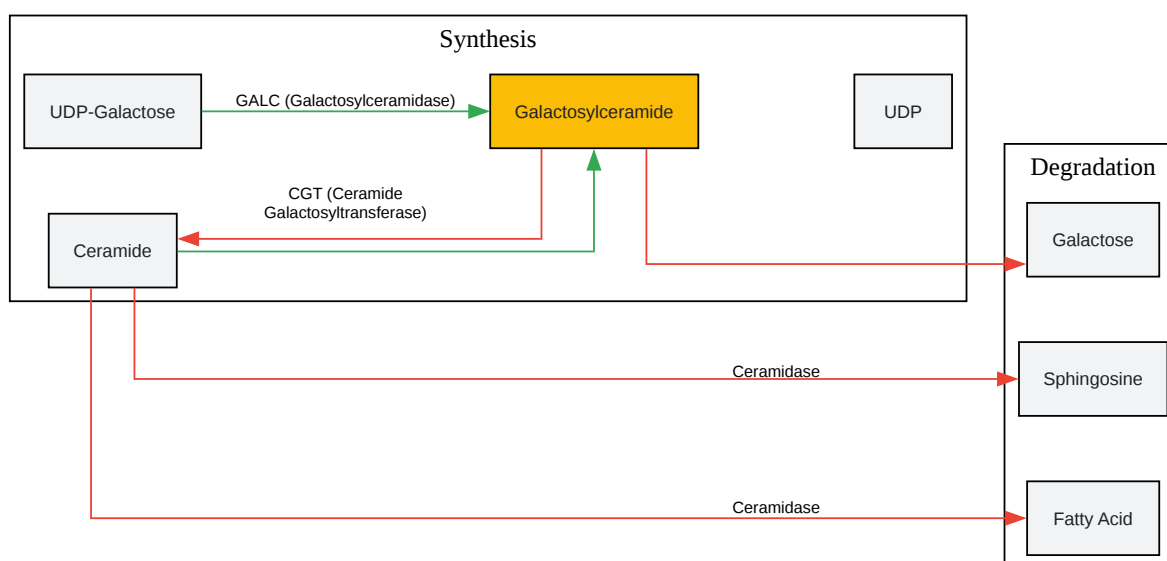 Synthesis
UDP-Galactose
GALC (Galactosylceramidase)
Galactosylceramide
UDP
Degradation
CGT (Ceramide
Galactosyltransferase)
Galactose
Ceramide
Ceramidase
Sphingosine
Ceramidase
Fatty Acid